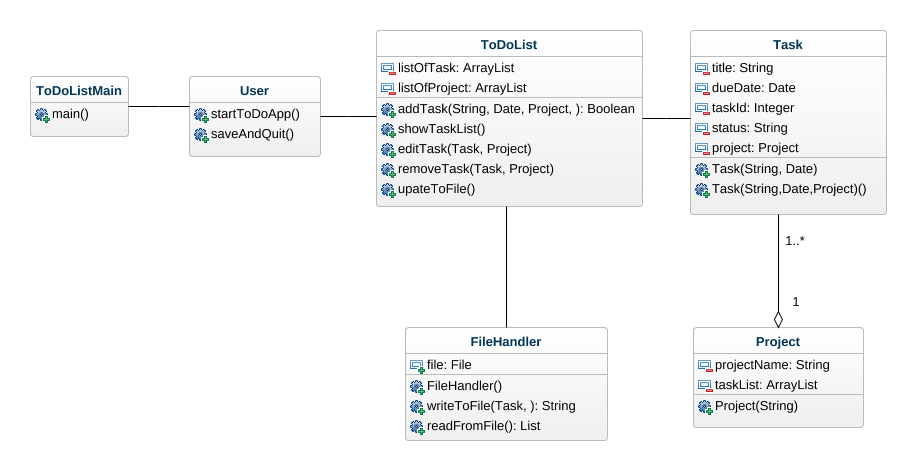 ToDoListMain
main()
User
startToDoApp()
saveAndQuit()
ToDoList
listOfTask: ArrayList
listOfProject: ArrayList
addTask(String, Date, Project, ): Boolean
showTaskList()
editTask(Task, Project)
removeTask(Task, Project)
upateToFile()
Task
title: String
dueDate: Date
taskId: Integer
status: String
project: Project
Task(String, Date)
Task(String,Date,Project)()
1..*
1
FileHandler
file: File
FileHandler()
writeToFile(Task, ): String
readFromFile(): List
Project
projectName: String
taskList: ArrayList
Project(String)